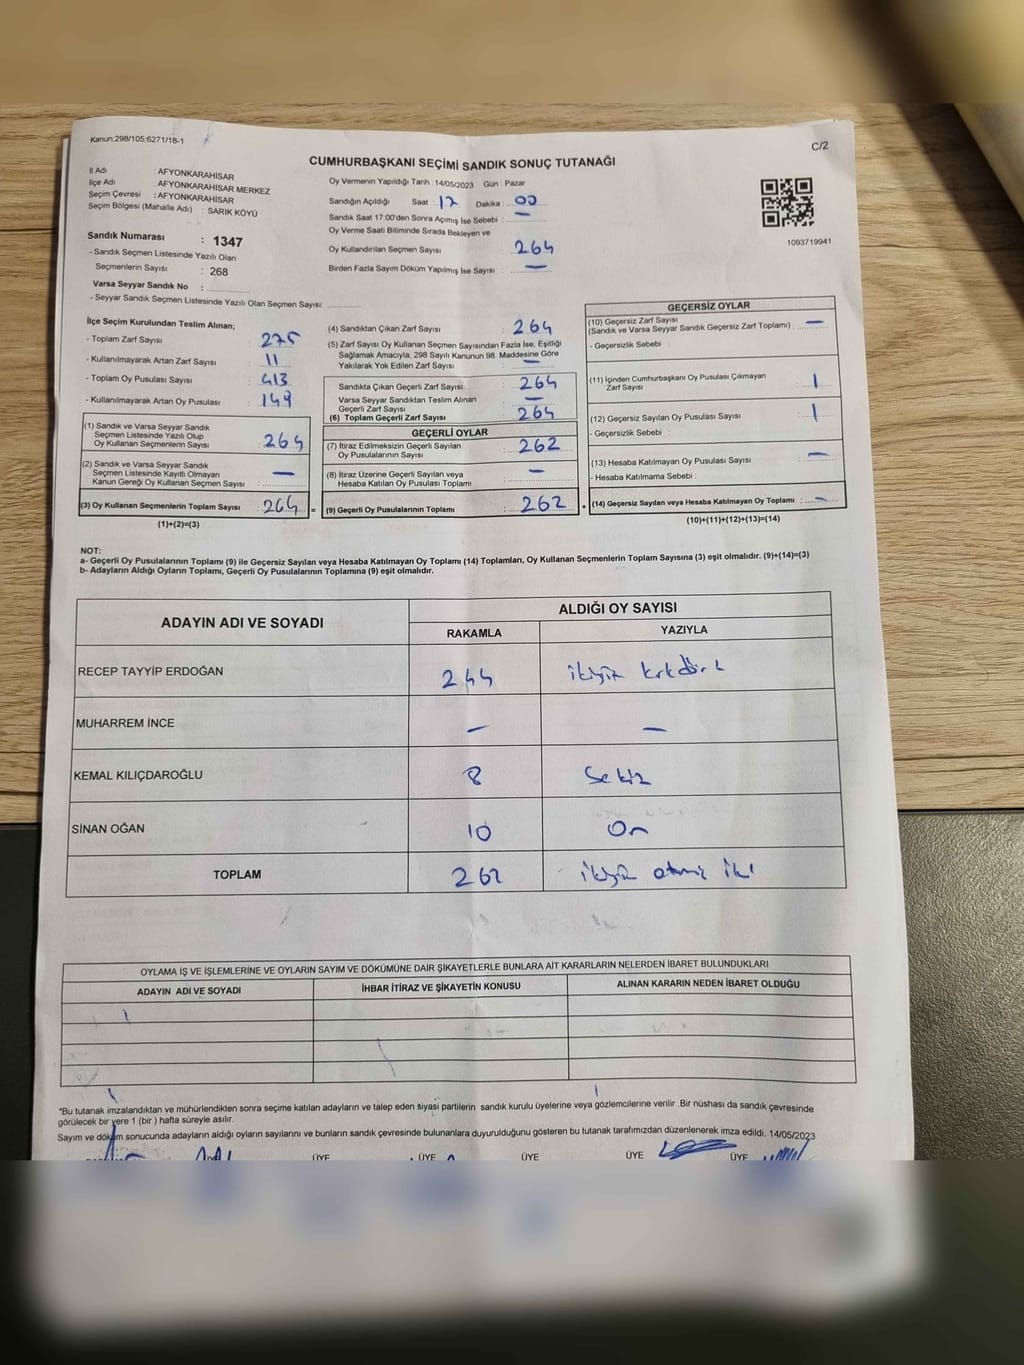 Kanun;298/105;6271/18-1
C/2
CUMHURBAŞKANI SEÇİMİ SANDIK SONUÇ TUTANAĞI
İl Adı : AFYONKARAHİSAR
İlçe Adı : AFYONKARAHİSAR MERKEZ
Seçim Çevresi : AFYONKARAHİSAR
Seçim Bölgesi (Mahalle Adı) : SARIK KÖYÜ
Sandık Numarası : 1347
- Sandık Seçmen Listesinde Yazılı Olan
Seçmenlerin Sayısı : 268
Varsa Seyyar Sandık No :
- Seyyar Sandık Seçmen Listesinde Yazılı Olan Seçmen Sayısı:
Oy Vermenin Yapıldığı Tarih : 14/05/2023 Gün : Pazar
Sandığın Açıldığı Saat : 17 Dakika : 00
Sandık Saat 17:00'den Sonra Açımış İse Sebebi : —
Oy Verme Saati Bitiminde Sırada Bekleyen ve
Oy Kullandırılan Seçmen Sayısı : 264
Birden Fazla Sayım Döküm Yapılmış İse Sayısı : —
1093719941
İlçe Seçim Kurulundan Teslim Alınan;
- Toplam Zarf Sayısı : 275
- Kullanılmayarak Artan Zarf Sayısı : 11
- Toplam Oy Pusulası Sayısı : 413
- Kullanılmayarak Artan Oy Pusulası : 149
(1) Sandık ve Varsa Seyyar Sandık
Seçmen Listesinde Yazılı Olup
Oy Kullanan Seçmenlerin Sayısı : 264
(2) Sandık ve Varsa Seyyar Sandık
Seçmen Listesinde Kayıtlı Olmayan
Kanun Gereği Oy Kullanan Seçmen Sayısı : —
(3) Oy Kullanan Seçmenlerin Toplam Sayısı : 264
(1)+(2)=(3)
(4) Sandıktan Çıkan Zarf Sayısı : 264
(5) Zarf Sayısı Oy Kullanan Seçmen Sayısından Fazla İse, Eşitliği
Sağlamak Amacıyla; 298 Sayılı Kanunun 98. Maddesine Göre
Yakılarak Yok Edilen Zarf Sayısı : —
Sandıkta Çıkan Geçerli Zarf Sayısı : 264
Varsa Seyyar Sandıktan Teslim Alınan
Geçerli Zarf Sayısı : —
(6) Toplam Geçerli Zarf Sayısı : 264
GEÇERLİ OYLAR
(7) İtiraz Edilmeksizin Geçerli Sayılan
Oy Pusulalarının Sayısı : 262
(8) İtiraz Üzerine Geçerli Sayılan veya
Hesaba Katılan Oy Pusulası Toplamı : —
= (9) Geçerli Oy Pusulalarının Toplamı : 262
GEÇERSİZ OYLAR
(10) Geçersiz Zarf Sayısı
(Sandık ve Varsa Seyyar Sandık Geçersiz Zarf Toplamı) : —
- Geçersizlik Sebebi :
(11) İçinden Cumhurbaşkanı Oy Pusulası Çıkmayan
Zarf Sayısı : 1
(12) Geçersiz Sayılan Oy Pusulası Sayısı : 1
- Geçersizlik Sebebi :
(13) Hesaba Katılmayan Oy Pusulası Sayısı : —
- Hesaba Katılmama Sebebi :
+ (14) Geçersiz Sayılan veya Hesaba Katılmayan Oy Toplamı : —
(10)+(11)+(12)+(13)=(14)
NOT:
a- Geçerli Oy Pusulalarının Toplamı (9) ile Geçersiz Sayılan veya Hesaba Katılmayan Oy Toplamı (14) Toplamları, Oy Kullanan Seçmenlerin Toplam Sayısına (3) eşit olmalıdır. (9)+(14)=(3)
b- Adayların Aldığı Oyların Toplamı, Geçerli Oy Pusulalarının Toplamına (9) eşit olmalıdır.
ADAYIN ADI VE SOYADI
ALDIĞI OY SAYISI
RAKAMLA YAZIYLA
RECEP TAYYİP ERDOĞAN 244 ikiyüz kırkdört
MUHARREM İNCE — —
KEMAL KILIÇDAROĞLU 8 Sekiz
SİNAN OĞAN 10 On
TOPLAM 262 ikiyüz atmış iki
OYLAMA İŞ VE İŞLEMLERİNE VE OYLARIN SAYIM VE DÖKÜMÜNE DAİR ŞİKAYETLERLE BUNLARA AİT KARARLARIN NELERDEN İBARET BULUNDUKLARI
ADAYIN ADI VE SOYADI İHBAR İTİRAZ VE ŞİKAYETİN KONUSU ALINAN KARARIN NEDEN İBARET OLDUĞU
*Bu tutanak imzalandıktan ve mühürlendikten sonra seçime katılan adayların ve talep eden siyasi partilerin sandık kurulu üyelerine veya gözlemcilerine verilir .Bir nüshası da sandık çevresinde
görülecek bir yere 1 (bir ) hafta süreyle asılır.
Sayım ve döküm sonucunda adayların aldığı oyların sayılarını ve bunların sandık çevresinde bulunanlara duyurulduğunu gösteren bu tutanak tarafımızdan düzenlenerek imza edildi. 14/05/2023
ÜYE ÜYE ÜYE ÜYE ÜYE